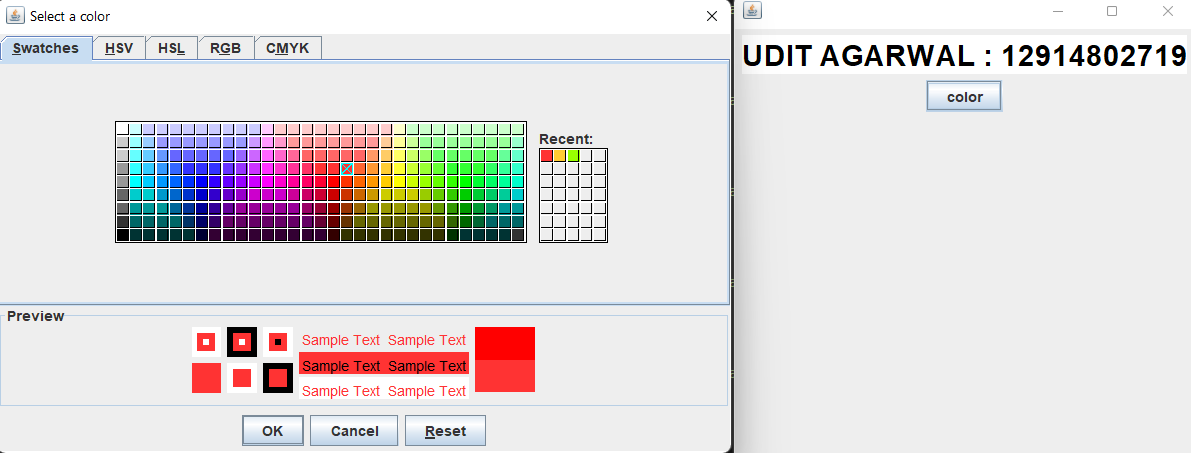 Select a color
Swatches HSV HSL RGB CMYK
Recent:
Preview
Sample Text Sample Text
Sample Text Sample Text
Sample Text Sample Text
OK Cancel Reset
UDIT AGARWAL : 12914802719
color